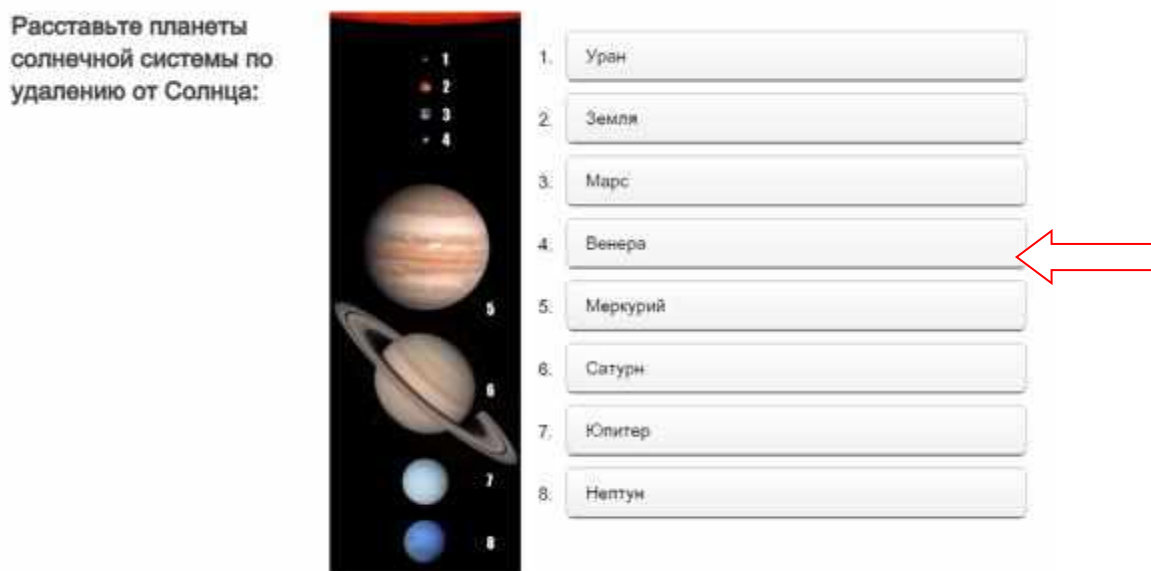 Расставьте планеты
солнечной системы по
удалению от Солнца:
1
2
3
4
5
6
7
8
1. Уран
2. Земля
3. Марс
4. Венера
5. Меркурий
6. Сатурн
7. Юпитер
8. Нептун